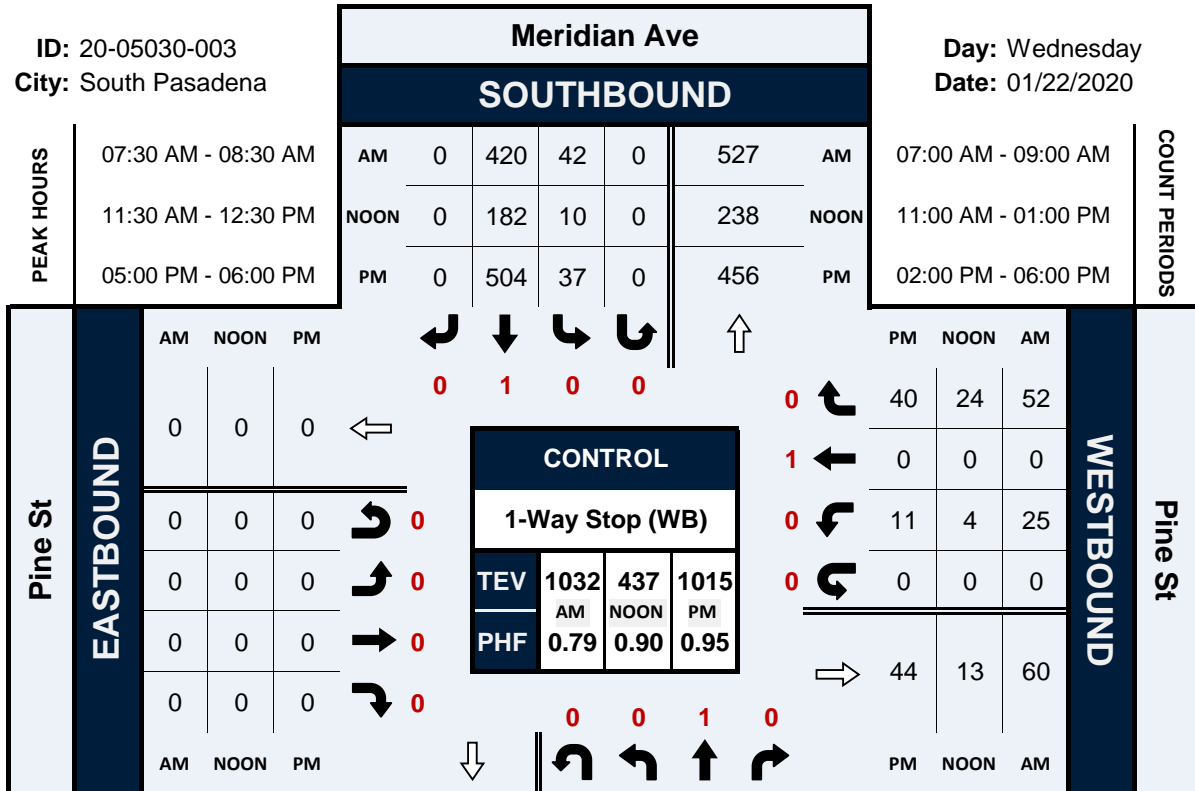 ID: 20-05030-003
City: South Pasadena
Meridian Ave
SOUTHBOUND
Day: Wednesday
Date: 01/22/2020
PEAK HOURS
07:30 AM - 08:30 AM
11:30 AM - 12:30 PM
05:00 PM - 06:00 PM
AM 0 420 42 0 527 AM
NOON 0 182 10 0 238 NOON
PM 0 504 37 0 456 PM
07:00 AM - 09:00 AM
11:00 AM - 01:00 PM
02:00 PM - 06:00 PM
COUNT PERIODS
0 1 0 0
Pine St
EASTBOUND
AM NOON PM
0 0 0
0 0 0 0
0 0 0 0
0 0 0 0
0 0 0 0
AM NOON PM
CONTROL
1-Way Stop (WB)
TEV 1032 437 1015
AM NOON PM
PHF 0.79 0.90 0.95
PM NOON AM
0 40 24 52
1 0 0 0
0 11 4 25
0 0 0 0
44 13 60
PM NOON AM
WESTBOUND
Pine St
0 0 1 0